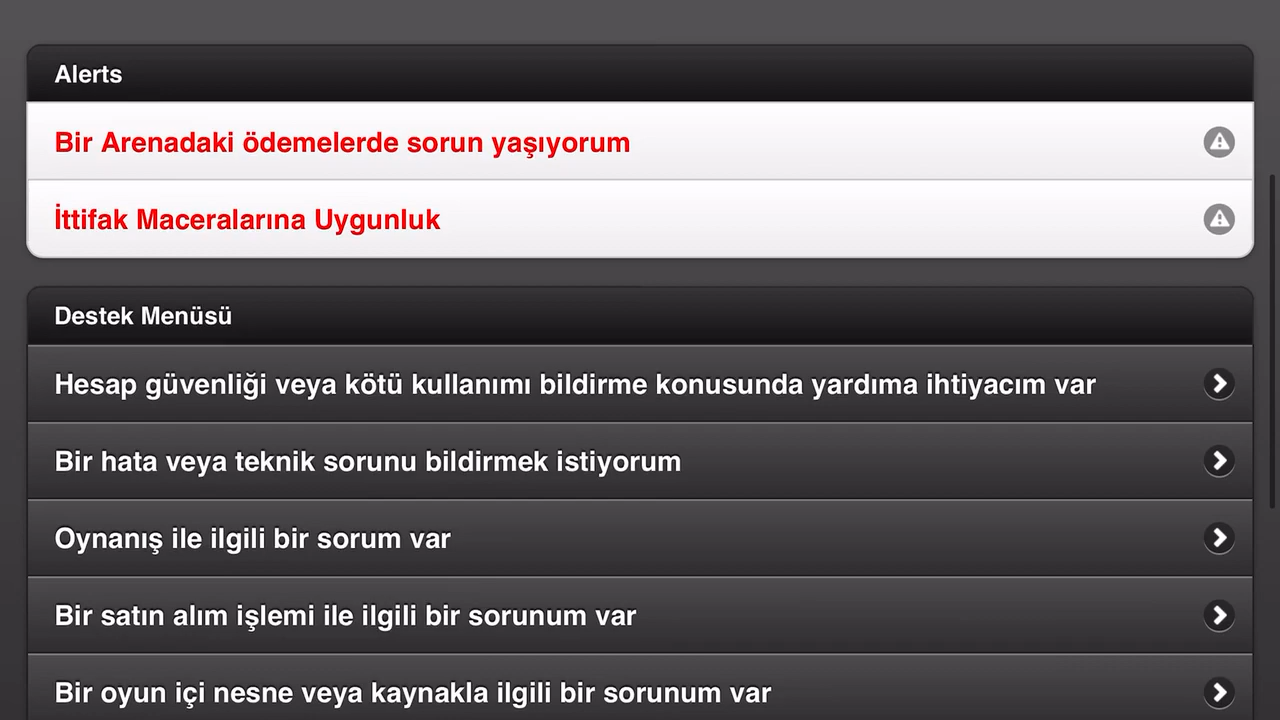 Alerts
Bir Arenadaki ödemelerde sorun yaşıyorum
İttifak Maceralarına Uygunluk
Destek Menüsü
Hesap güvenliği veya kötü kullanımı bildirme konusunda yardıma ihtiyacım var
Bir hata veya teknik sorunu bildirmek istiyorum
Oynanış ile ilgili bir sorum var
Bir satın alım işlemi ile ilgili bir sorunum var
Bir oyun içi nesne veya kaynakla ilgili bir sorunum var